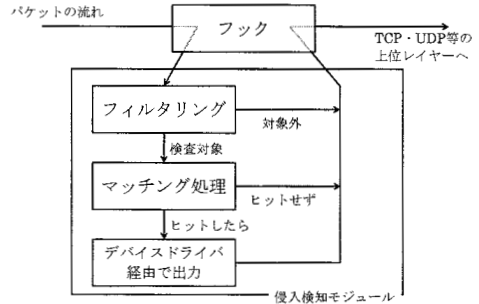 パケットの流れ
フック
TCP・UDP等の
上位レイヤーへ
フィルタリング
対象外
検査対象
マッチング処理
ヒットせず
ヒットしたら
デバイスドライバ
経由で出力
侵入検知モジュール